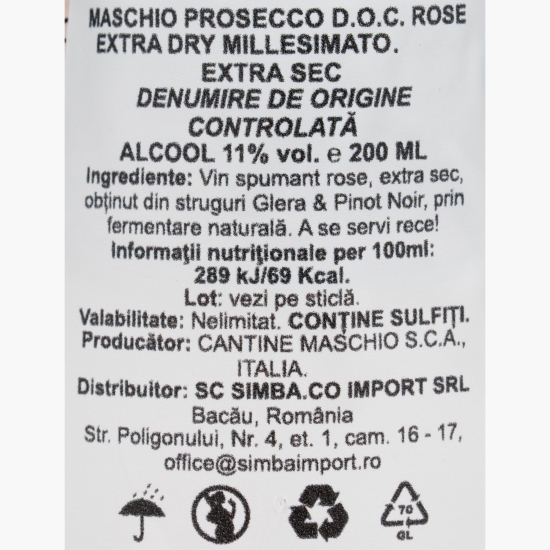 MASCHIO PROSECCO D.O.C. ROSE
EXTRA DRY MILLESIMATO.
EXTRA SEC
DENUMIRE DE ORIGINE
CONTROLATĂ
ALCOOL 11% vol. e 200 ML
Ingrediente: Vin spumant rose, extra sec,
obținut din struguri Glera & Pinot Noir, prin
fermentare naturală. A se servi rece!
Informaţii nutriţionale per 100ml:
289 kJ/69 Kcal.
Lot: vezi pe sticlă.
Valabilitate: Nelimitat. CONȚINE SULFIȚI.
Producător: CANTINE MASCHIO S.C.A.,
ITALIA.
Distribuitor: SC SIMBA.CO IMPORT SRL
Bacău, România
Str. Poligonului, Nr. 4, et. 1, cam. 16 - 17,
office@simbaimport.ro
70
GL